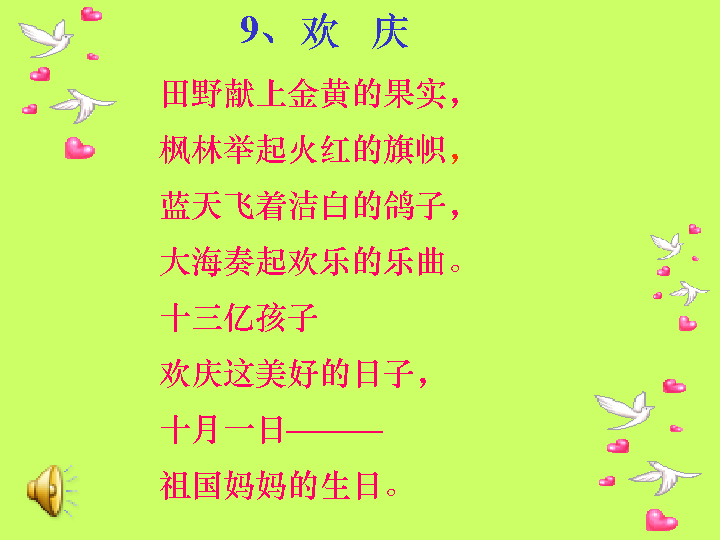 9、欢 庆
田野献上金黄的果实，
枫林举起火红的旗帜，
蓝天飞着洁白的鸽子，
大海奏起欢乐的乐曲。
十三亿孩子
欢庆这美好的日子，
十月一日———
祖国妈妈的生日。